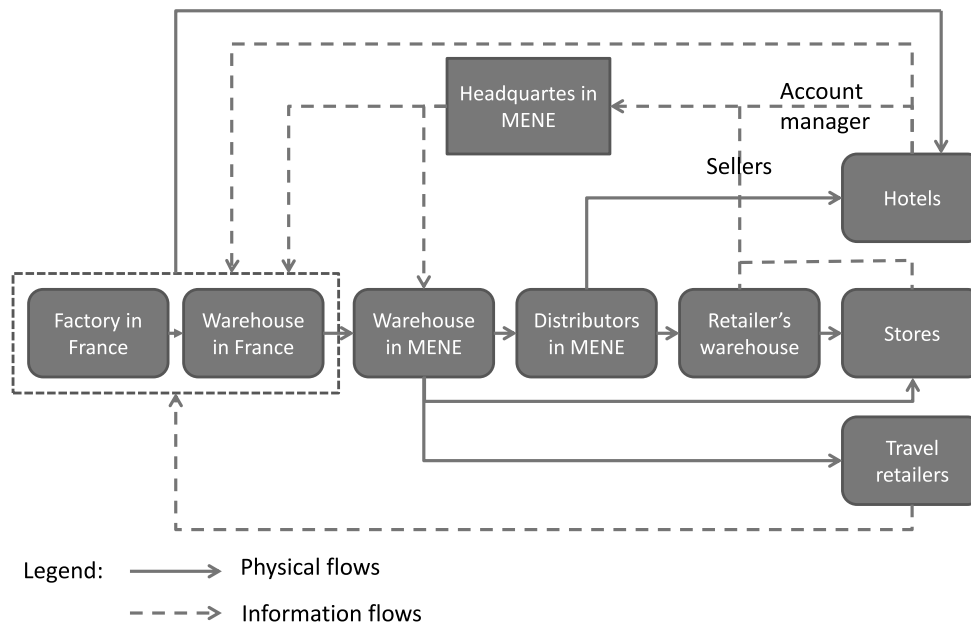 Headquartes in
MENE
Account
manager
Sellers
Hotels
Factory in
France
Warehouse
in France
Warehouse
in MENE
Distributors
in MENE
Retailer’s
warehouse
Stores
Travel
retailers
Legend:
Physical flows
Information flows